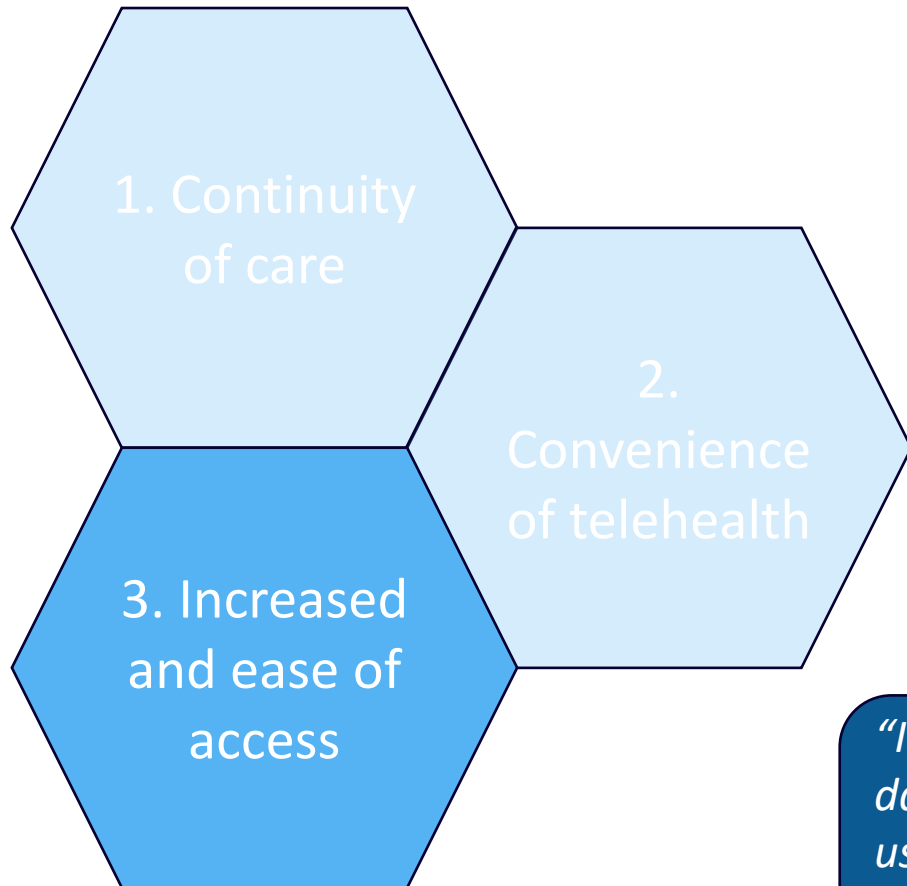 1. Continuity
of care
2.
Convenience
of telehealth
3. Increased
and ease of
access